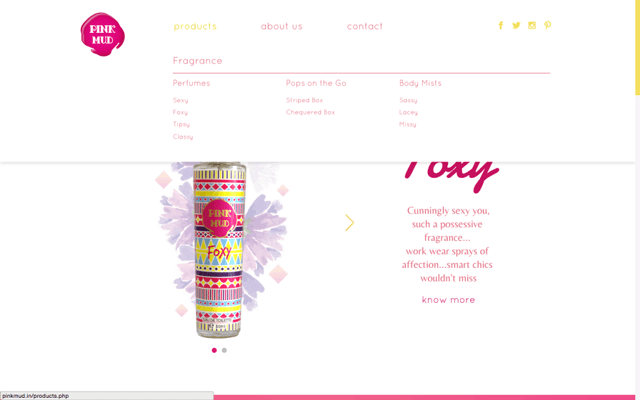 PINK
MUD
products
about us
contact
Fragrance
Perfumes
Pops on the Go
Body Mists
Sexy
Striped Box
Sassy
Foxy
Chequered Box
Lacey
Tipsy
Missy
Classy
Foxy
PINK
MUD
Foxy
Cunningly sexy you,
such a possessive
fragrance...
work wear sprays of
affection...smart chics
wouldn't miss
know more
pinkmud.in/products.php